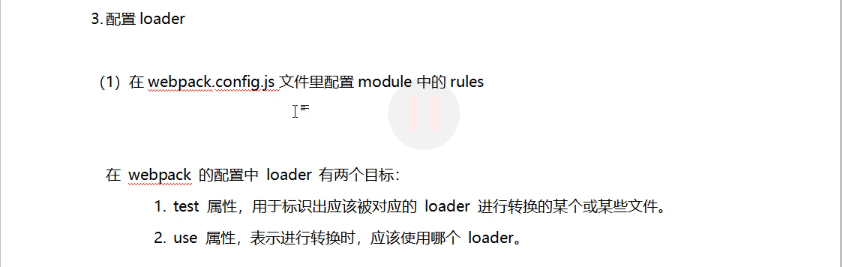 3. 配置 loader
（1）在 webpack.config.js 文件里配置 module 中的 rules
在 webpack 的配置中 loader 有两个目标：
1. test 属性，用于标识出应该被对应的 loader 进行转换的某个或某些文件。
2. use 属性，表示进行转换时，应该使用哪个 loader。